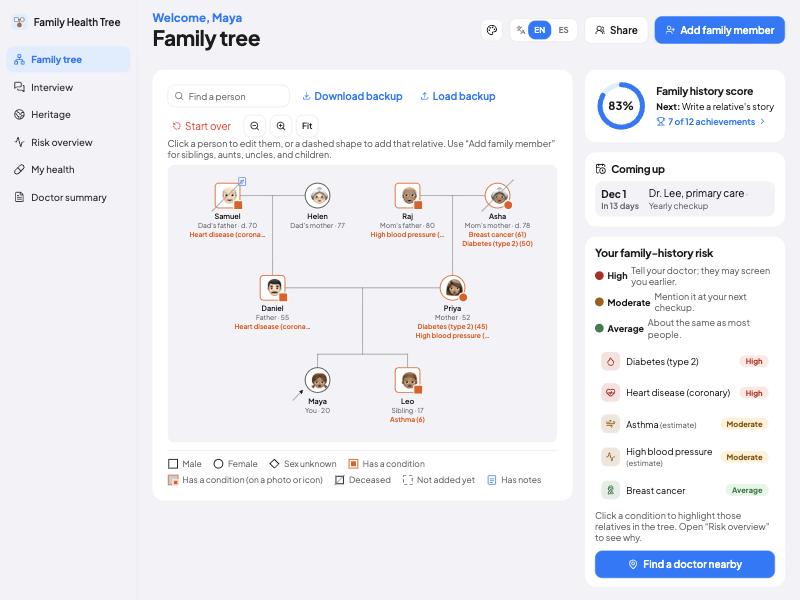 Family Health Tree
Family tree
Interview
Heritage
Risk overview
My health
Doctor summary
Welcome, Maya
Family tree
EN
ES
Share
Add family member
Find a person
Download backup
Load backup
Start over
Fit
Click a person to edit them, or a dashed shape to add that relative. Use "Add family member"
for siblings, aunts, uncles, and children.
Samuel
Dad's father · d. 70
Heart disease (corona...
Helen
Dad's mother · 77
Raj
Mom's father · 80
High blood pressure (...
Asha
Mom's mother · d. 78
Breast cancer (61)
Diabetes (type 2) (50)
Daniel
Father · 55
Heart disease (corona...
Priya
Mother · 52
Diabetes (type 2) (45)
High blood pressure (...
Maya
You · 20
Leo
Sibling · 17
Asthma (6)
Male
Female
Sex unknown
Has a condition
Has a condition (on a photo or icon)
Deceased
Not added yet
Has notes
83%
Family history score
Next: Write a relative's story
7 of 12 achievements
Coming up
Dec 1
In 13 days
Dr. Lee, primary care ·
Yearly checkup
Your family-history risk
High Tell your doctor; they may screen
you earlier.
Moderate Mention it at your next
checkup.
Average About the same as most
people.
Diabetes (type 2) High
Heart disease (coronary) High
Asthma (estimate) Moderate
High blood pressure
(estimate)
Moderate
Breast cancer Average
Click a condition to highlight those
relatives in the tree. Open "Risk overview"
to see why.
Find a doctor nearby